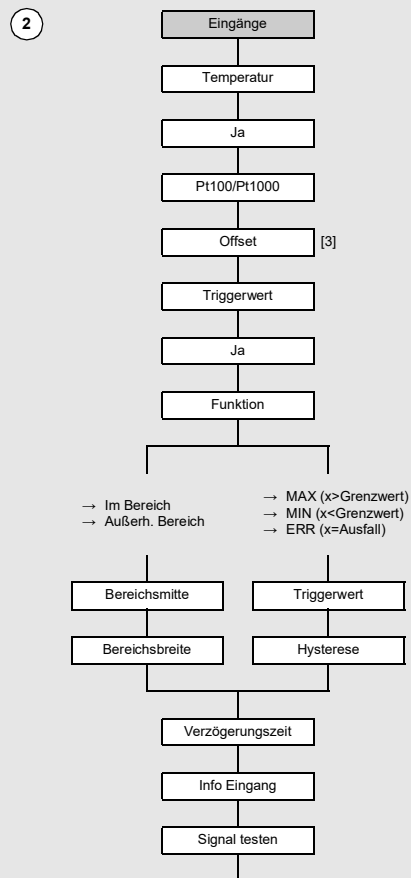 2
Eingänge
Temperatur
Ja
Pt100/Pt1000
Offset [3]
Triggerwert
Ja
Funktion
→ Im Bereich
→ Außerh. Bereich
→ MAX (x>Grenzwert)
→ MIN (x<Grenzwert)
→ ERR (x=Ausfall)
Bereichsmitte
Triggerwert
Bereichsbreite
Hysterese
Verzögerungszeit
Info Eingang
Signal testen